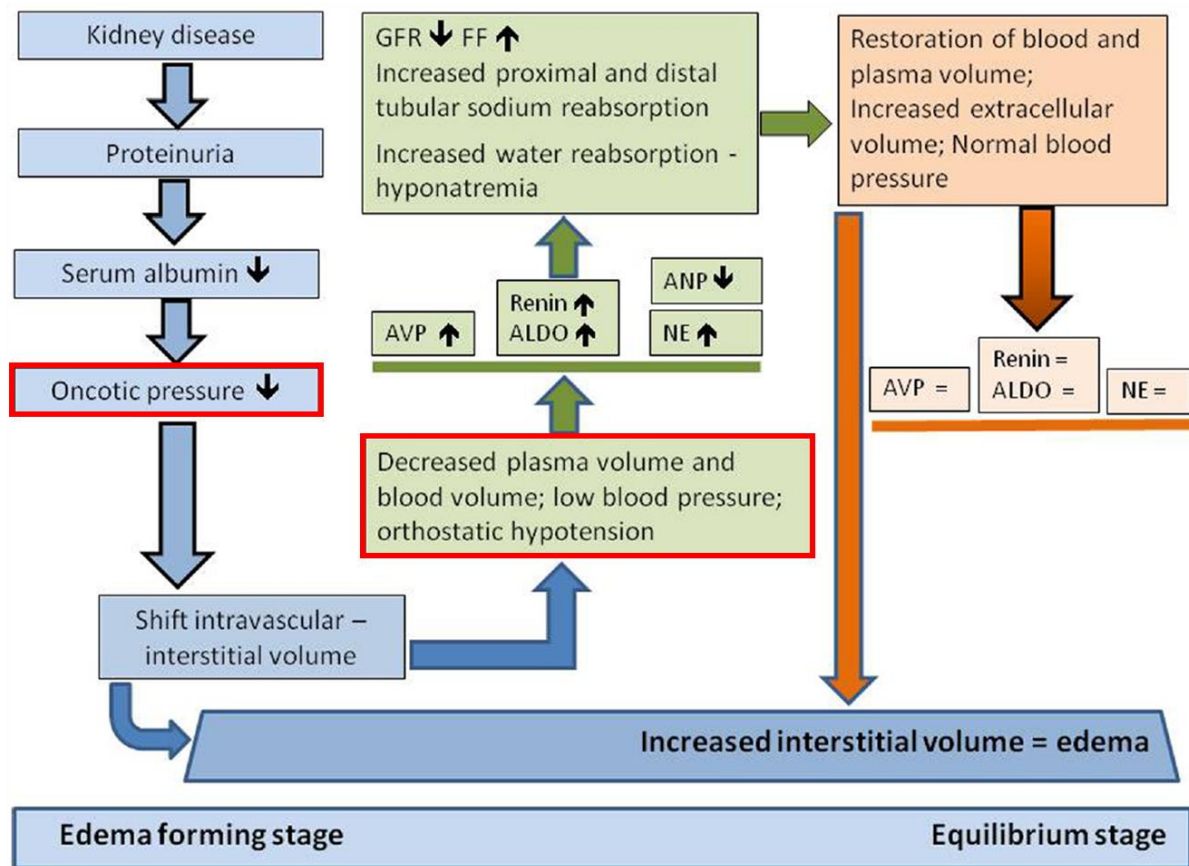 Kidney disease
Proteinuria
Serum albumin ↓
Oncotic pressure ↓
Shift intravascular –
interstitial volume
GFR ↓ FF ↑
Increased proximal and distal
tubular sodium reabsorption
Increased water reabsorption -
hyponatremia
AVP ↑
Renin ↑
ALDO ↑
ANP ↓
NE ↑
Decreased plasma volume and
blood volume; low blood pressure;
orthostatic hypotension
Restoration of blood and
plasma volume;
Increased extracellular
volume; Normal blood
pressure
AVP =
Renin =
ALDO =
NE =
Increased interstitial volume = edema
Edema forming stage
Equilibrium stage